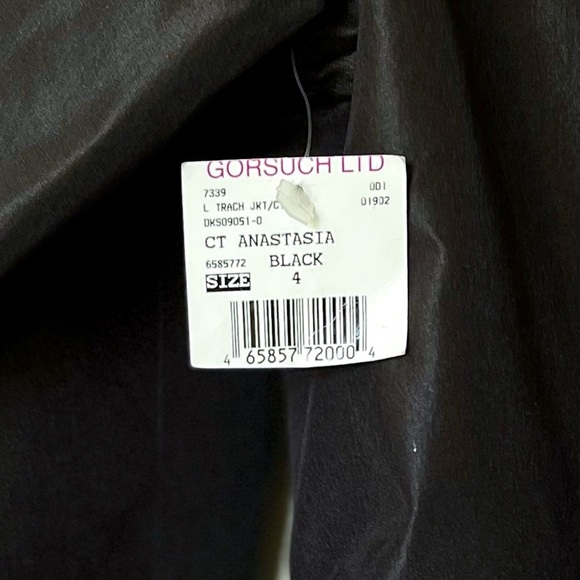 GORSUCH LTD
7339 001
L TRACH JKT/C 01902
DKS09051-0
CT ANASTASIA
6585772 BLACK
SIZE 4
4 65857 72000 4